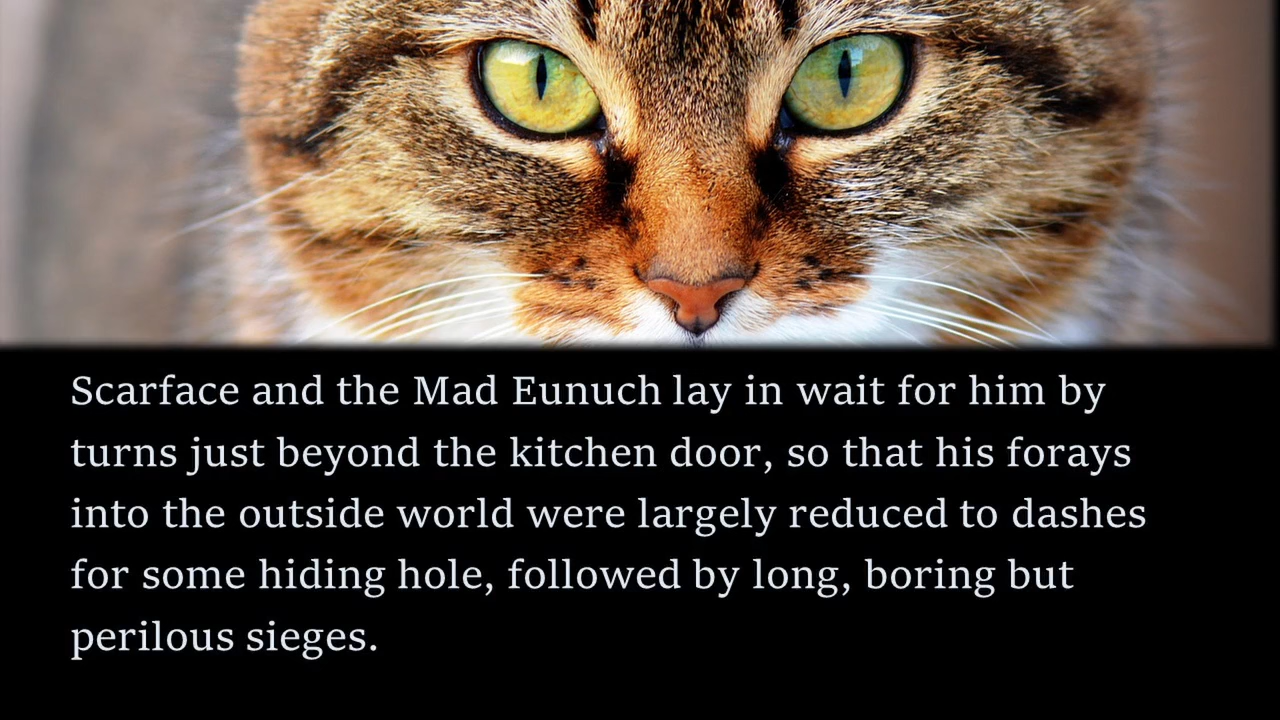 Scarface and the Mad Eunuch lay in wait for him by
turns just beyond the kitchen door, so that his forays
into the outside world were largely reduced to dashes
for some hiding hole, followed by long, boring but
perilous sieges.